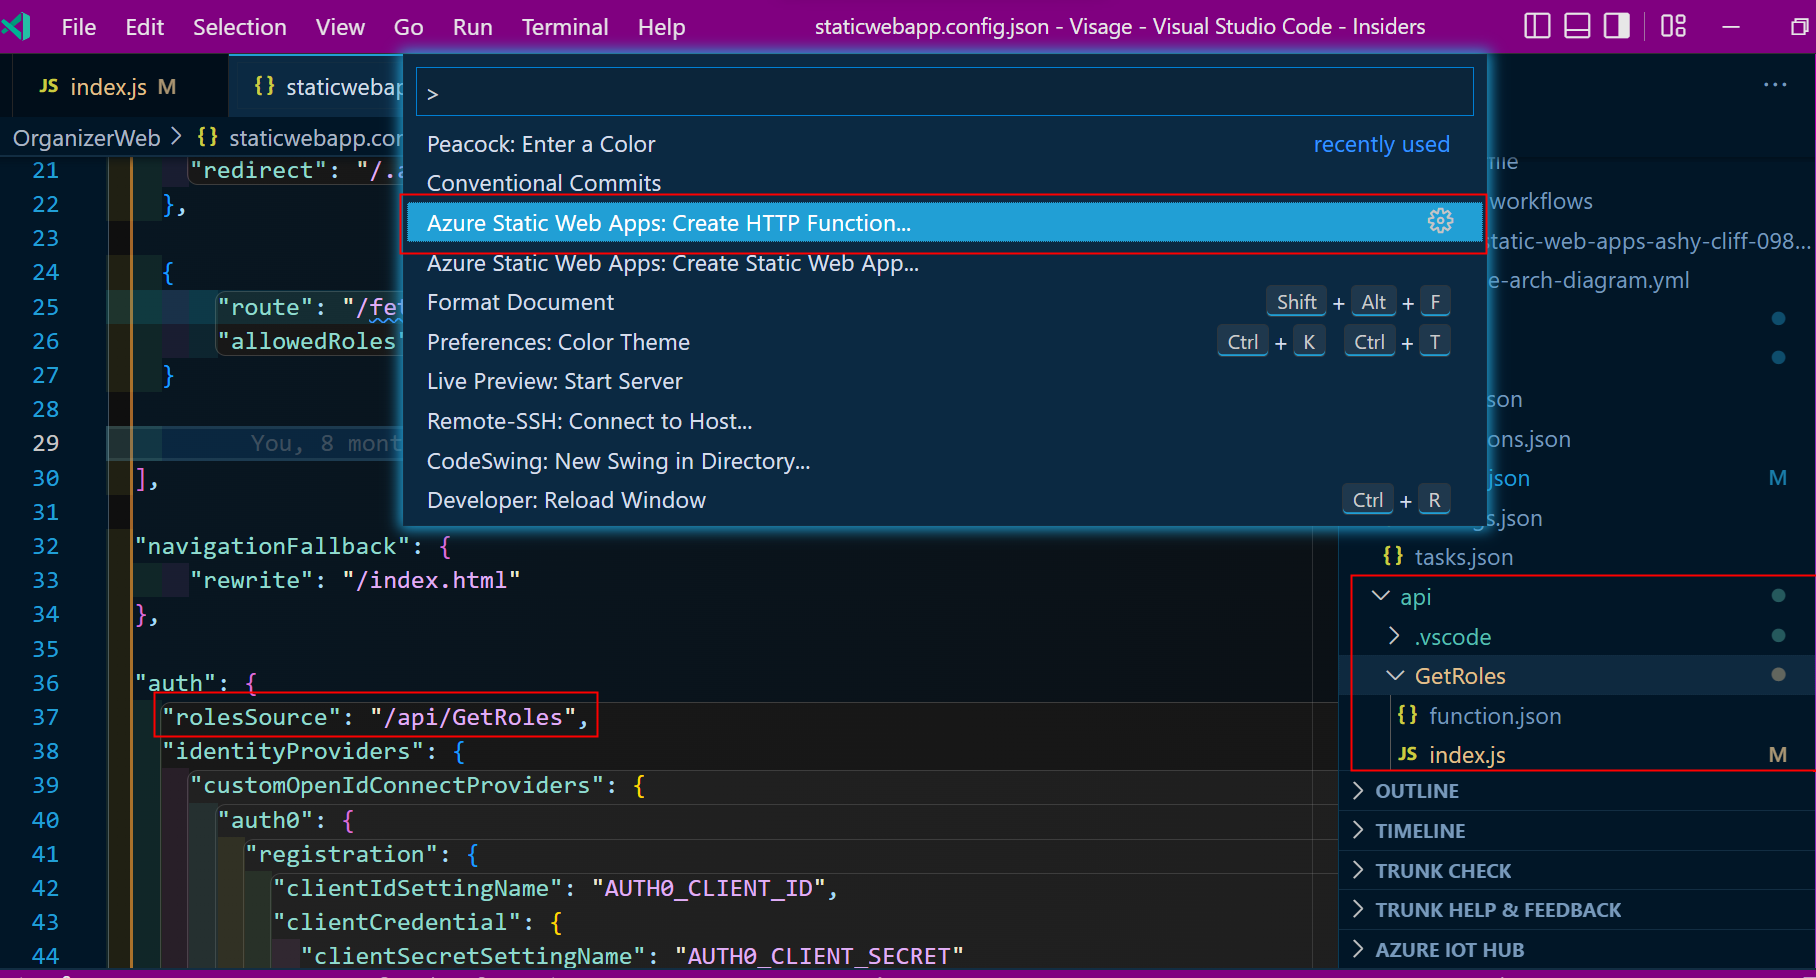 File Edit Selection View Go Run Terminal Help staticwebapp.config.json - Visage - Visual Studio Code - Insiders
JS index.js M {} staticwebap
OrganizerWeb > {} staticwebapp.con
>
Peacock: Enter a Color recently used
Conventional Commits
Azure Static Web Apps: Create HTTP Function...
Azure Static Web Apps: Create Static Web App...
Format Document Shift + Alt + F
Preferences: Color Theme Ctrl + K Ctrl + T
Live Preview: Start Server
Remote-SSH: Connect to Host...
CodeSwing: New Swing in Directory...
Developer: Reload Window Ctrl + R
21 "redirect": "/.a
22 },
23
24 {
25 "route": "/fet
26 "allowedRoles"
27 }
28
29 You, 8 mont
30 ],
31
32 "navigationFallback": {
33 "rewrite": "/index.html"
34 },
35
36 "auth": {
37 "rolesSource": "/api/GetRoles",
38 "identityProviders": {
39 "customOpenIdConnectProviders": {
40 "auth0": {
41 "registration": {
42 "clientIdSettingName": "AUTH0_CLIENT_ID",
43 "clientCredential": {
44 "clientSecretSettingName": "AUTH0_CLIENT_SECRET"
workflows
static-web-apps-ashy-cliff-098...
e-arch-diagram.yml
son
ons.json
json M
s.json
{} tasks.json
api
.vscode
GetRoles
{} function.json
JS index.js M
OUTLINE
TIMELINE
TRUNK CHECK
TRUNK HELP & FEEDBACK
AZURE IOT HUB